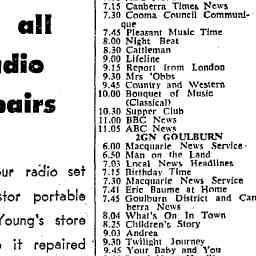 all
dio
pairs
ur radio set
stor portable
Young's store
it repaired
7.15 Canberra Times News
7.30 Cooma Council Communi-
que
7.45 Pleasant Music Time
8.00 Night Beat
8.30 Cattleman
9.00 Lifeline
9.15 Report from London
9.30 Mrs 'Obbs
9.45 Country and Western
10.00 Bouquet of Music
(Classical)
10.30 Supper Club
11.00 BBC News
11.05 ABC News
2GN GOULBURN
6.00 Macquarie News Service
6.50 Man on the Land
7.03 Local News Headlines
7.15 Birthday Time
7.30 Macquarie News Service
7.41 Eric Baume at Home
7.45 Goulburn District and Can
berra News
8.04 What's On In Town
8.25 Children's Story
9.03 Andrea
9.30 Twilight Journey
9.45 Your Baby and You